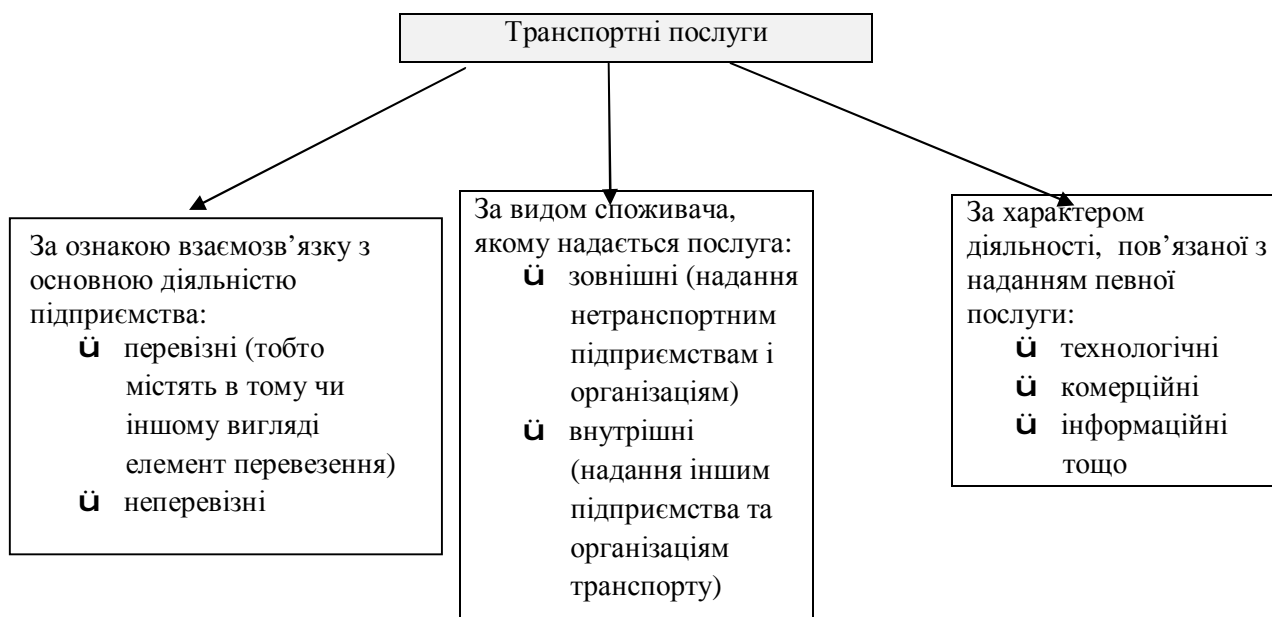 Транспортні послуги
За ознакою взаємозв’язку з
основною діяльністю
підприємства:
ü перевізні (тобто
містять в тому чи
іншому вигляді
елемент перевезення)
ü неперевізні
За видом споживача,
якому надається послуга:
ü зовнішні (надання
нетранспортним
підприємствам і
організаціям)
ü внутрішні
(надання іншим
підприємства та
організаціям
транспорту)
За характером
діяльності, пов’язаної з
наданням певної
послуги:
ü технологічні
ü комерційні
ü інформаційні
тощо